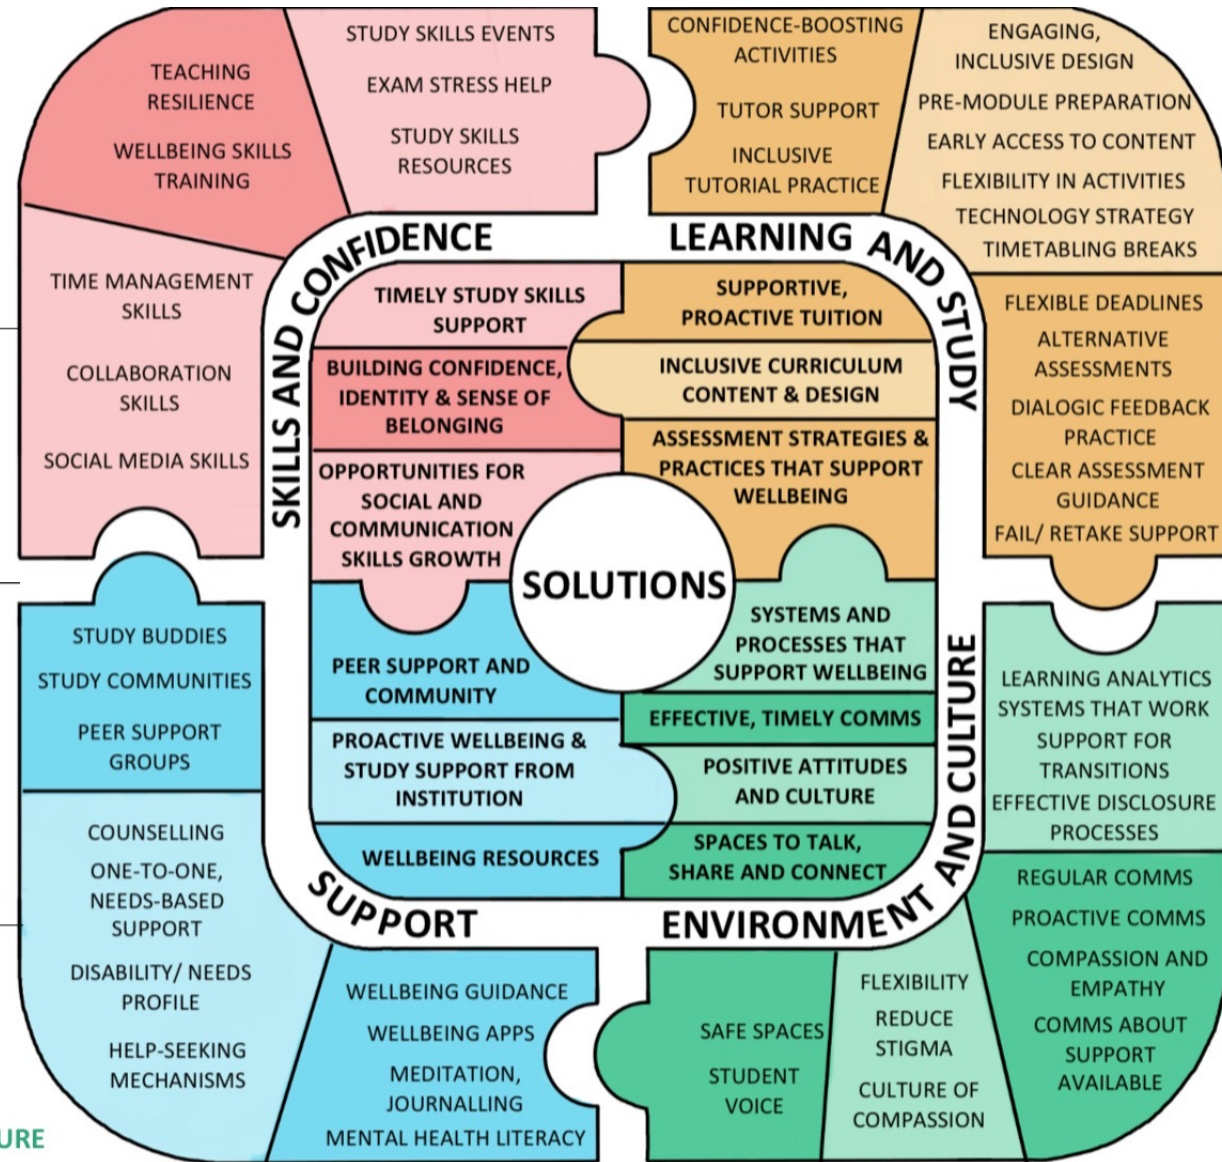 TEACHING
RESILIENCE
WELLBEING SKILLS
TRAINING
STUDY SKILLS EVENTS
EXAM STRESS HELP
STUDY SKILLS
RESOURCES
CONFIDENCE-BOOSTING
ACTIVITIES
TUTOR SUPPORT
INCLUSIVE
TUTORIAL PRACTICE
ENGAGING,
INCLUSIVE DESIGN
PRE-MODULE PREPARATION
EARLY ACCESS TO CONTENT
FLEXIBILITY IN ACTIVITIES
TECHNOLOGY STRATEGY
TIMETABLING BREAKS
TIME MANAGEMENT
SKILLS
COLLABORATION
SKILLS
SOCIAL MEDIA SKILLS
SKILLS AND CONFIDENCE
LEARNING AND STUDY
TIMELY STUDY SKILLS
SUPPORT
BUILDING CONFIDENCE,
IDENTITY & SENSE OF
BELONGING
OPPORTUNITIES FOR
SOCIAL AND
COMMUNICATION
SKILLS GROWTH
SUPPORTIVE,
PROACTIVE TUITION
INCLUSIVE CURRICULUM
CONTENT & DESIGN
ASSESSMENT STRATEGIES &
PRACTICES THAT SUPPORT
WELLBEING
FLEXIBLE DEADLINES
ALTERNATIVE
ASSESSMENTS
DIALOGIC FEEDBACK
PRACTICE
CLEAR ASSESSMENT
GUIDANCE
FAIL/ RETAKE SUPPORT
SOLUTIONS
STUDY BUDDIES
STUDY COMMUNITIES
PEER SUPPORT
GROUPS
COUNSELLING
ONE-TO-ONE,
NEEDS-BASED
SUPPORT
DISABILITY/ NEEDS
PROFILE
HELP-SEEKING
MECHANISMS
PEER SUPPORT AND
COMMUNITY
PROACTIVE WELLBEING &
STUDY SUPPORT FROM
INSTITUTION
WELLBEING RESOURCES
SYSTEMS AND
PROCESSES THAT
SUPPORT WELLBEING
EFFECTIVE, TIMELY COMMS
POSITIVE ATTITUDES
AND CULTURE
SPACES TO TALK,
SHARE AND CONNECT
SUPPORT
ENVIRONMENT AND CULTURE
LEARNING ANALYTICS
SYSTEMS THAT WORK
SUPPORT FOR
TRANSITIONS
EFFECTIVE DISCLOSURE
PROCESSES
REGULAR COMMS
PROACTIVE COMMS
COMPASSION AND
EMPATHY
COMMS ABOUT
SUPPORT
AVAILABLE
WELLBEING GUIDANCE
WELLBEING APPS
MEDITATION,
JOURNALLING
MENTAL HEALTH LITERACY
SAFE SPACES
STUDENT
VOICE
FLEXIBILITY
REDUCE
STIGMA
CULTURE OF
COMPASSION
URE